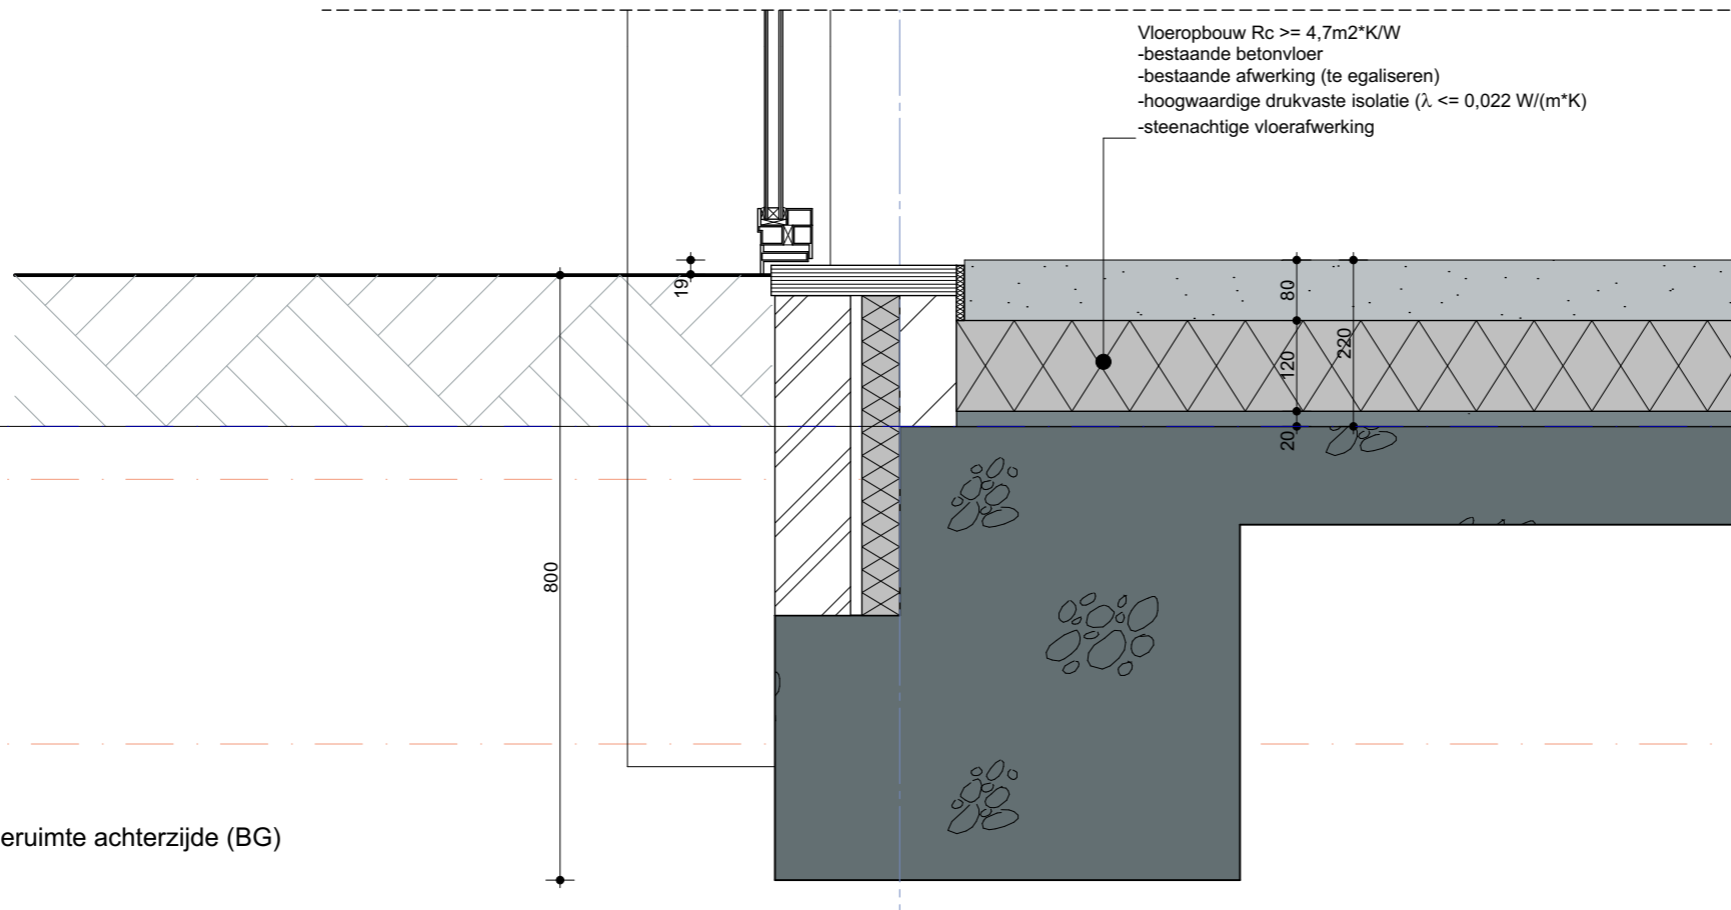 Vloeropbouw Rc >= 4,7m2*K/W
-bestaande betonvloer
-bestaande afwerking (te egaliseren)
-hoogwaardige drukvaste isolatie (λ <= 0,022 W/(m*K)
-steenachtige vloerafwerking
19
80
220
120
20
800
eruimte achterzijde (BG)